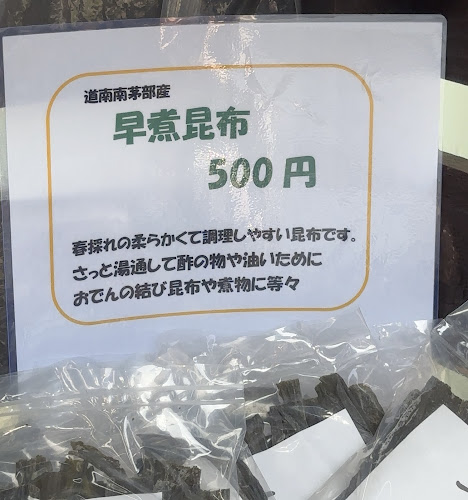 道南南茅部産
早煮昆布
500円
春採れの柔らかくて調理しやすい昆布です。
さっと湯通しして酢の物や油いために
おでんの結び昆布や煮物に等々